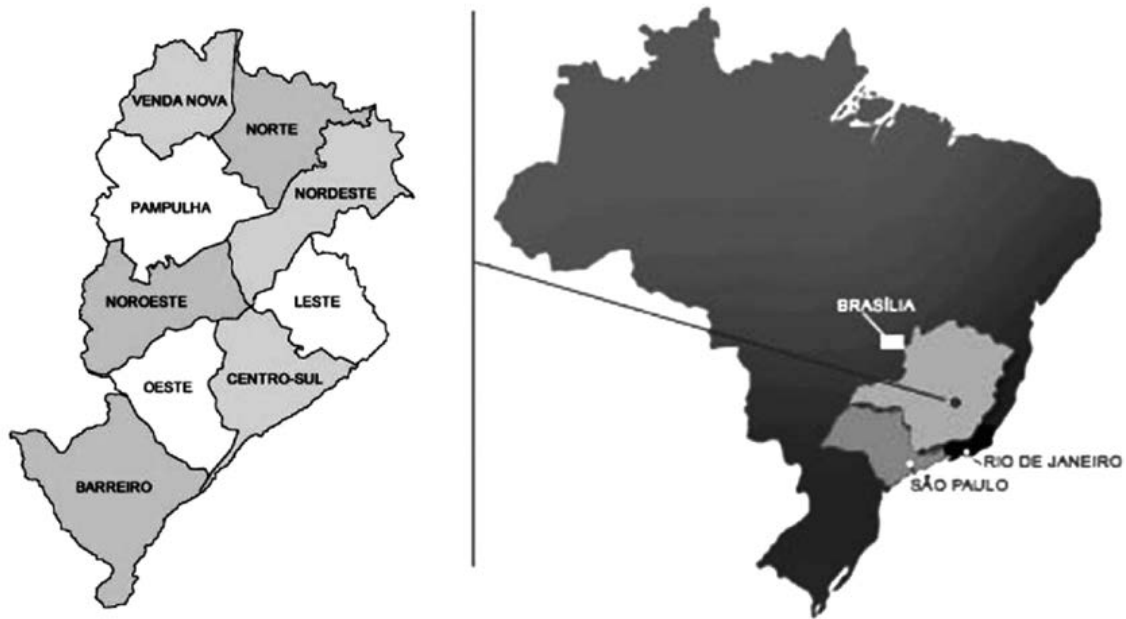 VENDA NOVA
NORTE
NORDESTE
PAMPULHA
NOROESTE
LESTE
OESTE
CENTRO-SUL
BARREIRO
BRASÍLIA
RIO DE JANEIRO
SÃO PAULO